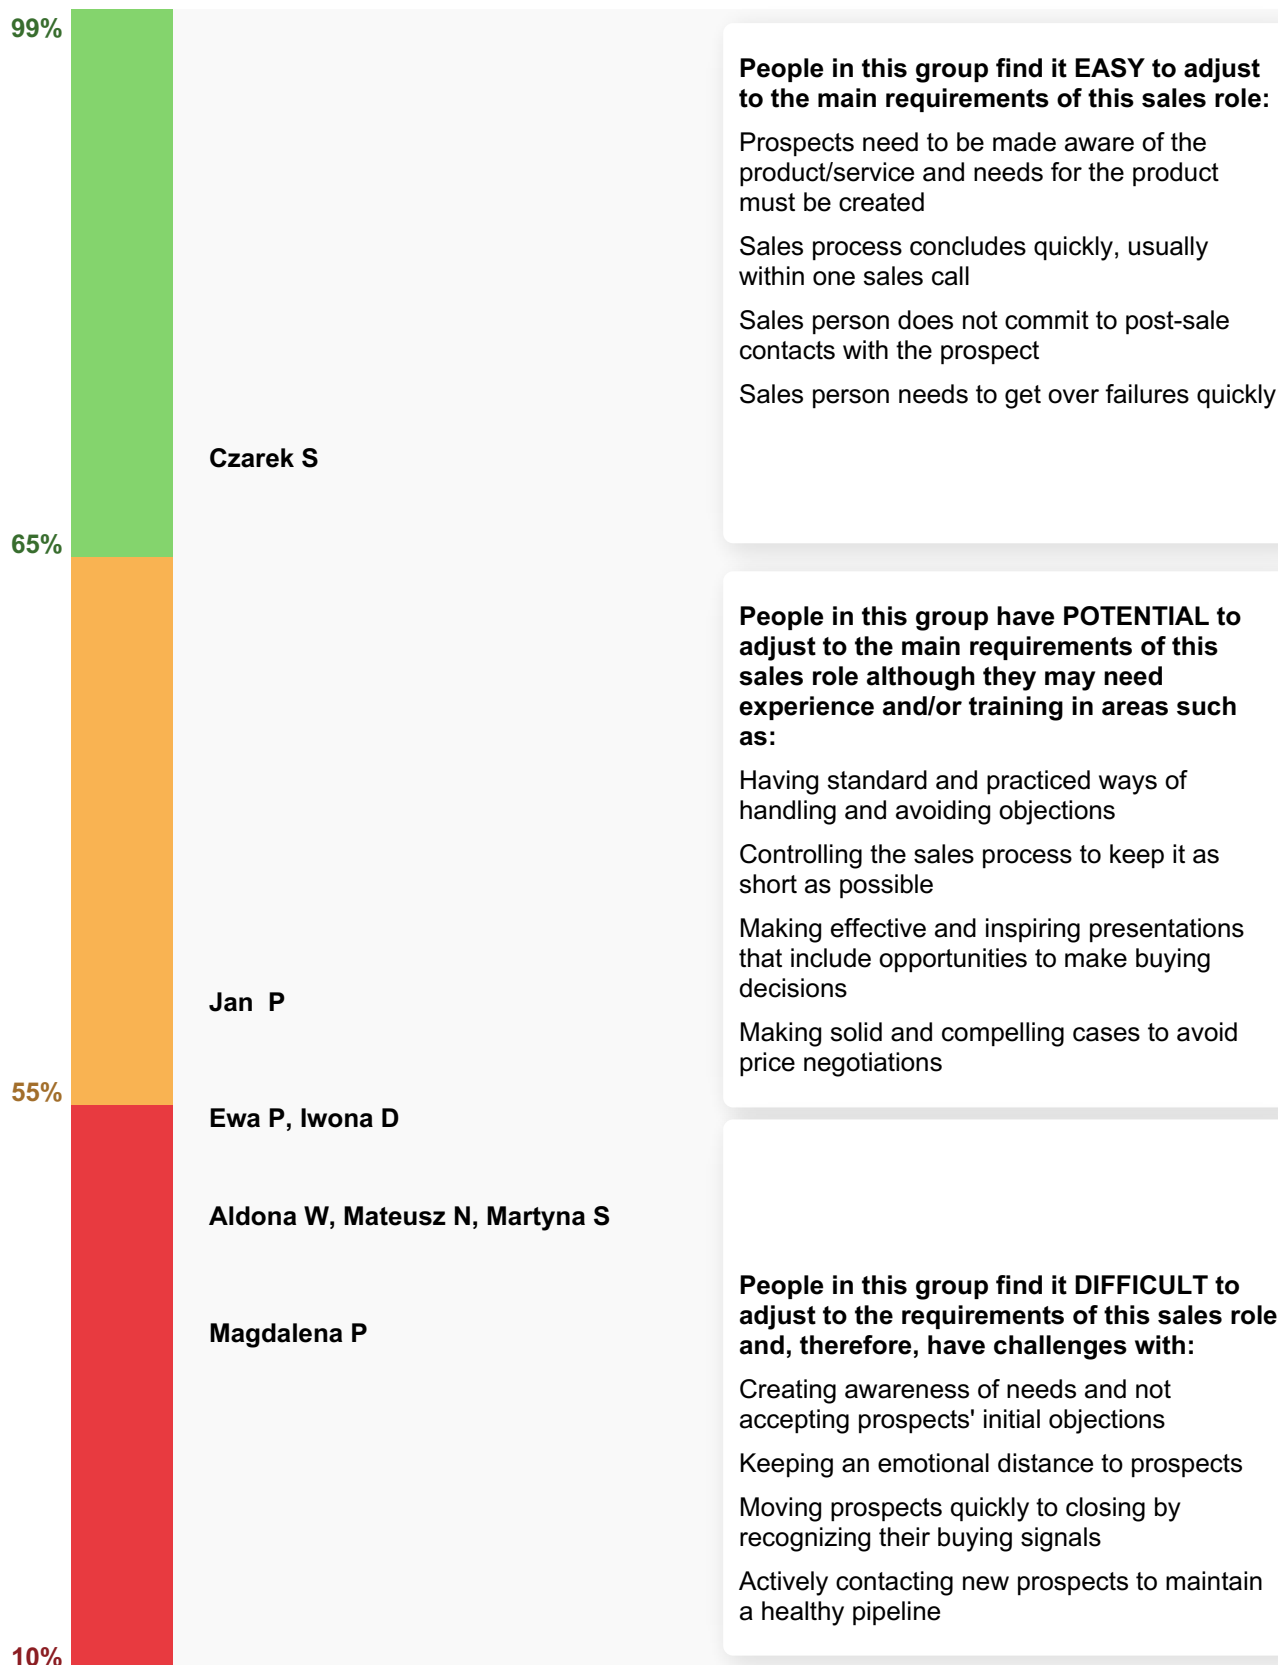 99%
People in this group find it EASY to adjust
to the main requirements of this sales role:
Prospects need to be made aware of the
product/service and needs for the product
must be created
Sales process concludes quickly, usually
within one sales call
Sales person does not commit to post-sale
contacts with the prospect
Sales person needs to get over failures quickly
Czarek S
65%
People in this group have POTENTIAL to
adjust to the main requirements of this
sales role although they may need
experience and/or training in areas such
as:
Having standard and practiced ways of
handling and avoiding objections
Controlling the sales process to keep it as
short as possible
Making effective and inspiring presentations
that include opportunities to make buying
decisions
Making solid and compelling cases to avoid
price negotiations
Jan  P
55%
Ewa P, Iwona D
Aldona W, Mateusz N, Martyna S
Magdalena P
People in this group find it DIFFICULT to
adjust to the requirements of this sales role
and, therefore, have challenges with:
Creating awareness of needs and not
accepting prospects' initial objections
Keeping an emotional distance to prospects
Moving prospects quickly to closing by
recognizing their buying signals
Actively contacting new prospects to maintain
a healthy pipeline
10%